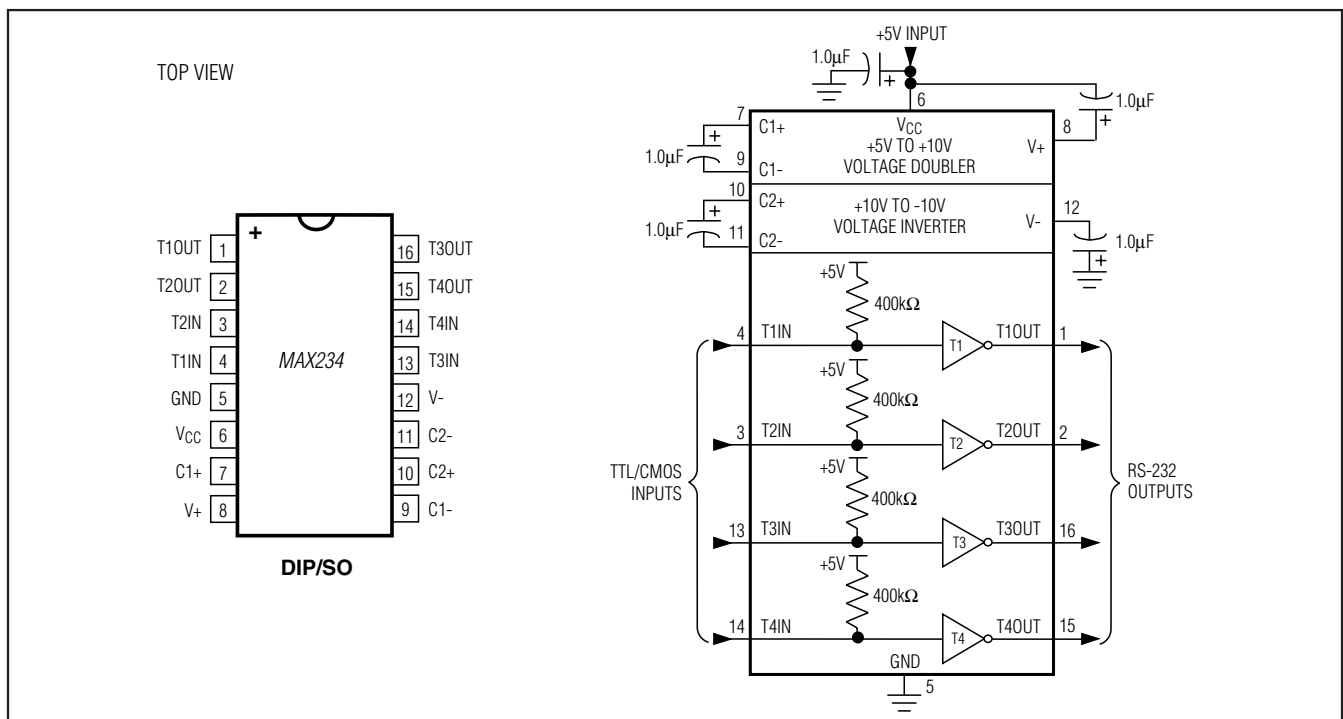 TOP VIEW
T1OUT 1
T2OUT 2
T2IN 3
T1IN 4
GND 5
VCC 6
C1+ 7
V+ 8
+
MAX234
16 T3OUT
15 T4OUT
14 T4IN
13 T3IN
12 V-
11 C2-
10 C2+
9 C1-
DIP/SO
+5V INPUT
1.0µF
+
6
1.0µF
+
7
C1+
+
1.0µF
9
C1-
VCC
+5V TO +10V
VOLTAGE DOUBLER
8
V+
10
C2+
+
1.0µF
11
C2-
+10V TO -10V
VOLTAGE INVERTER
12
V-
1.0µF
+
+5V
400kΩ
4 T1IN T1 T1OUT 1
+5V
400kΩ
3 T2IN T2 T2OUT 2
+5V
400kΩ
13 T3IN T3 T3OUT 16
+5V
400kΩ
14 T4IN T4 T4OUT 15
TTL/CMOS
INPUTS
RS-232
OUTPUTS
GND
5